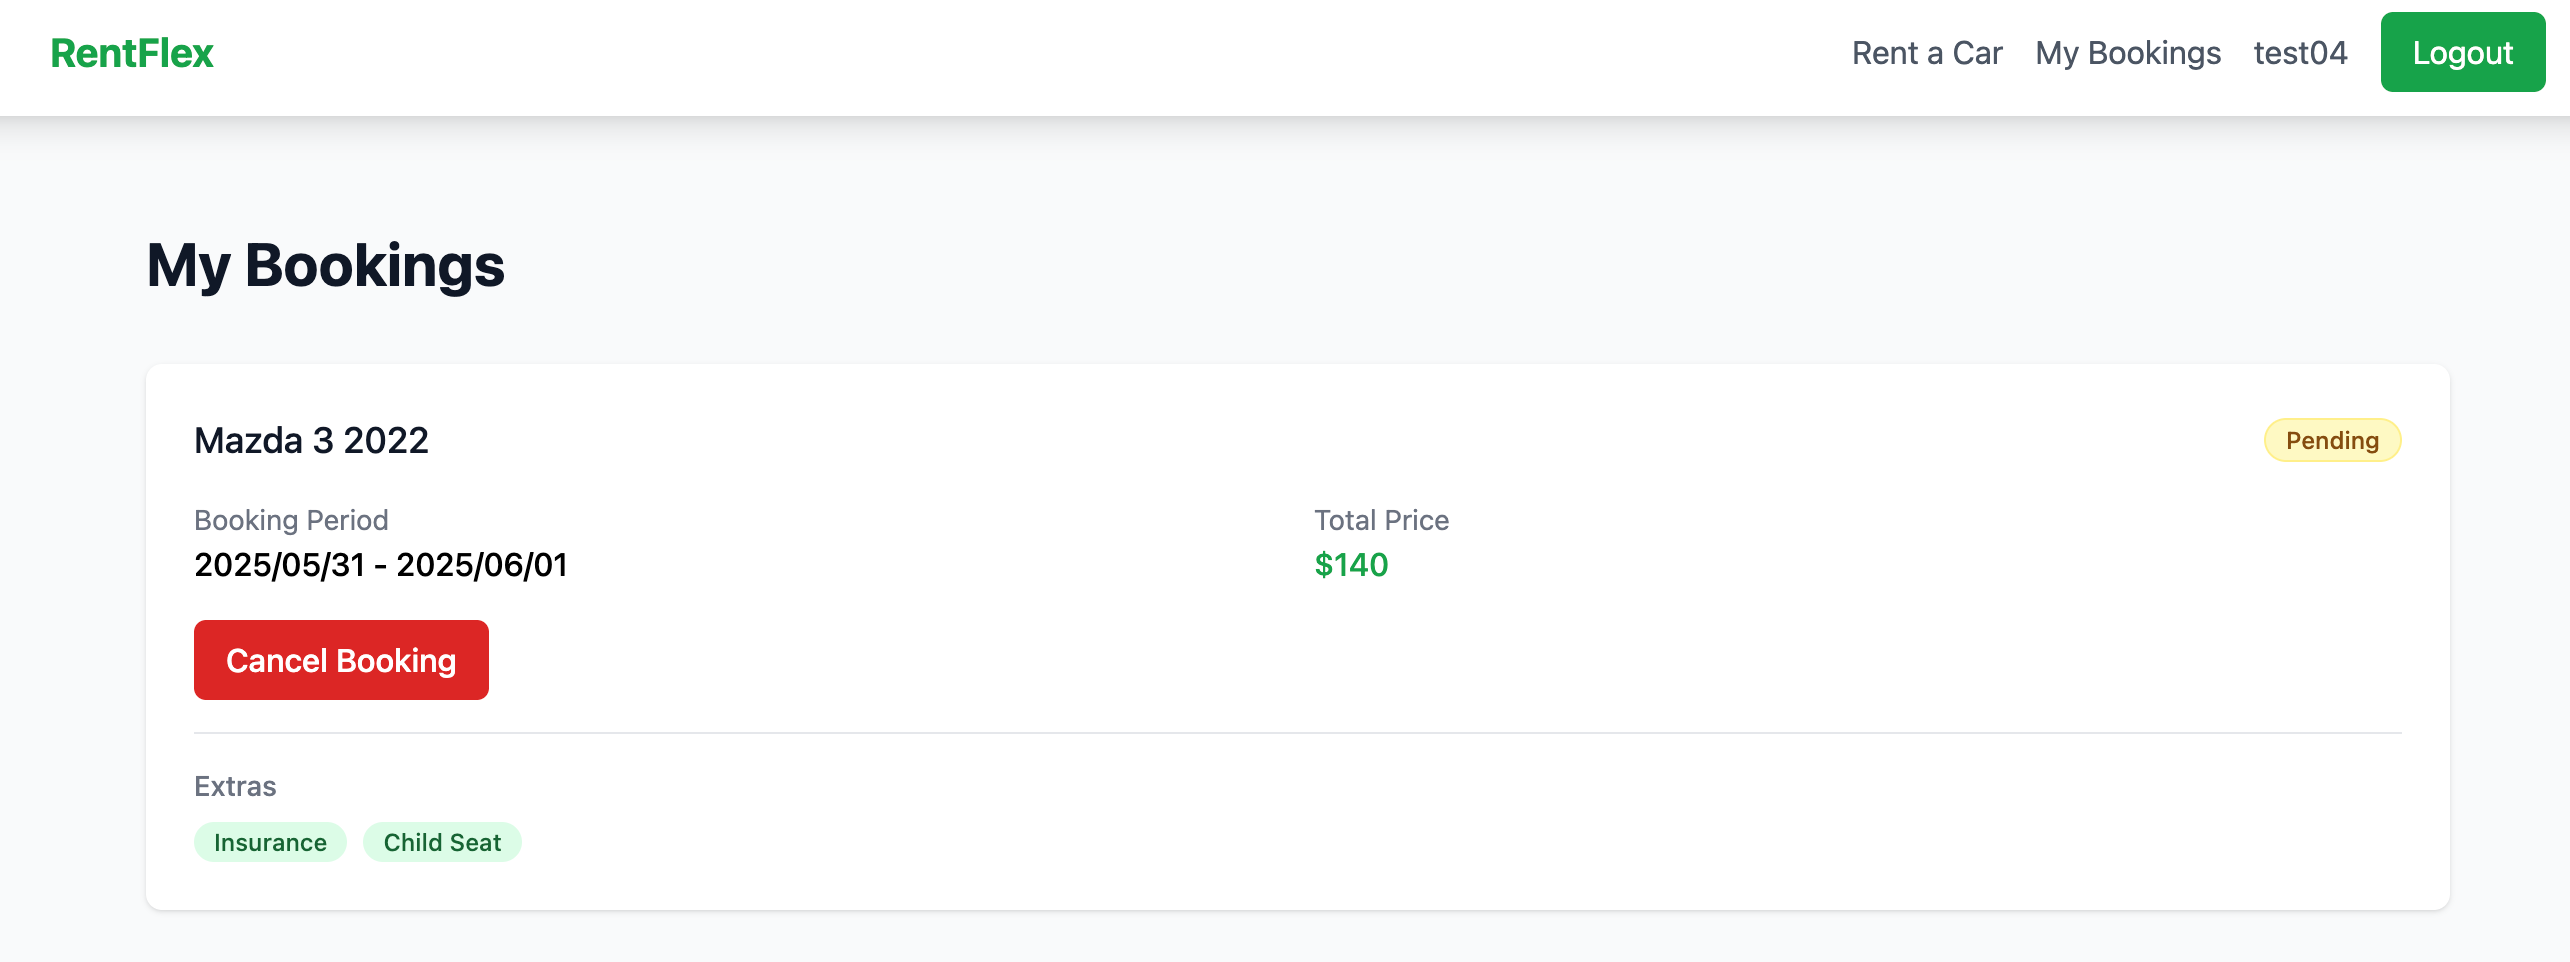 RentFlex
Rent a Car
My Bookings
test04
Logout
My Bookings
Mazda 3 2022
Pending
Booking Period
2025/05/31 - 2025/06/01
Total Price
$140
Cancel Booking
Extras
Insurance
Child Seat